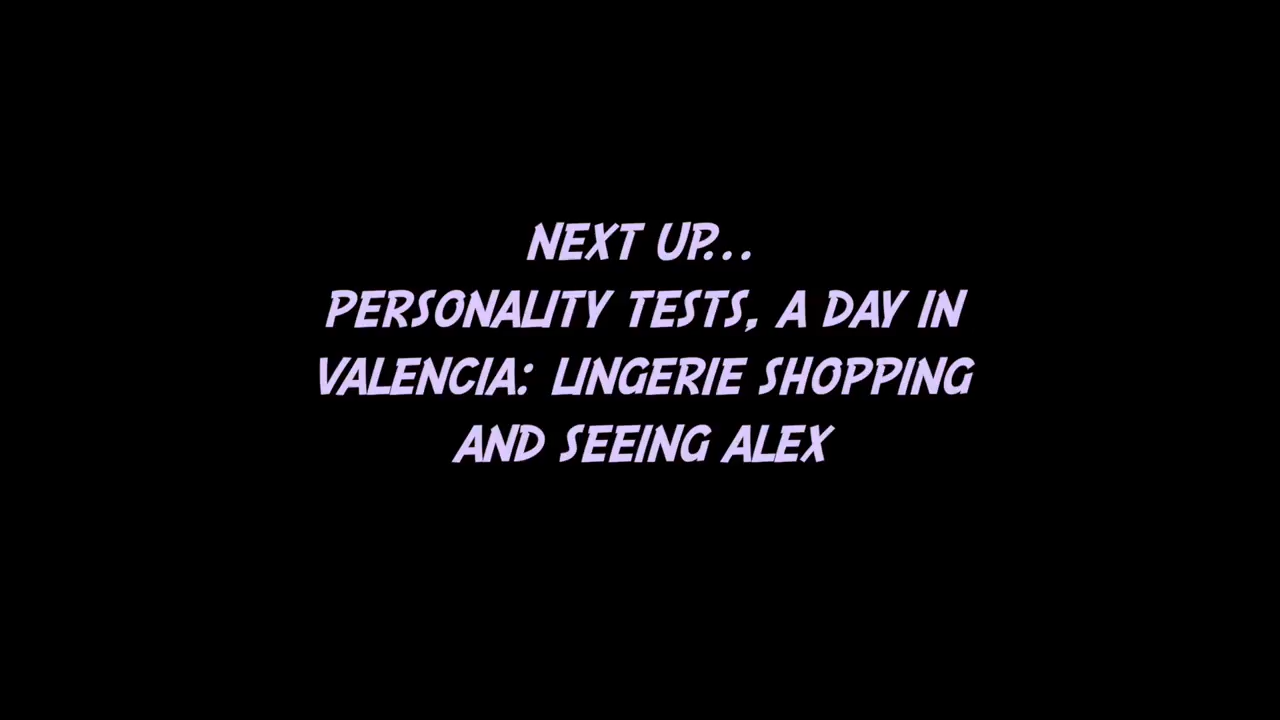 NEXT UP...
PERSONALITY TESTS, A DAY IN
VALENCIA: LINGERIE SHOPPING
AND SEEING ALEX